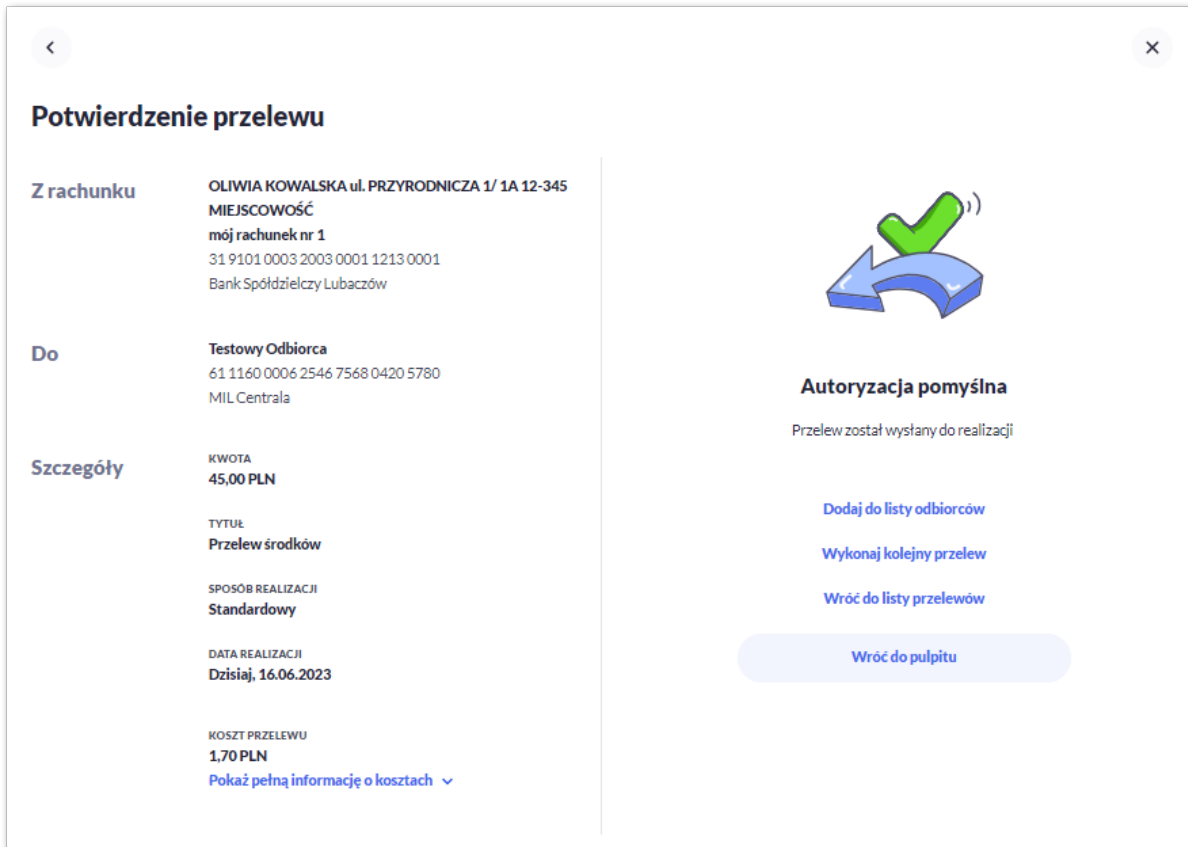 Potwierdzenie przelewu
Z rachunku
OLIWIA KOWALSKA ul. PRZYRODNICZA 1/ 1A 12-345
MIEJSCOWOŚĆ
mój rachunek nr 1
31 9101 0003 2003 0001 1213 0001
Bank Spółdzielczy Lubaczów
Do
Testowy Odbiorca
61 1160 0006 2546 7568 0420 5780
MIL Centrala
Szczegóły
KWOTA
45,00 PLN
TYTUŁ
Przelew środków
SPOSÓB REALIZACJI
Standardowy
DATA REALIZACJI
Dzisiaj, 16.06.2023
KOSZT PRZELEWU
1,70 PLN
Pokaż pełną informację o kosztach
Autoryzacja pomyślna
Przelew został wysłany do realizacji
Dodaj do listy odbiorców
Wykonaj kolejny przelew
Wróć do listy przelewów
Wróć do pulpitu